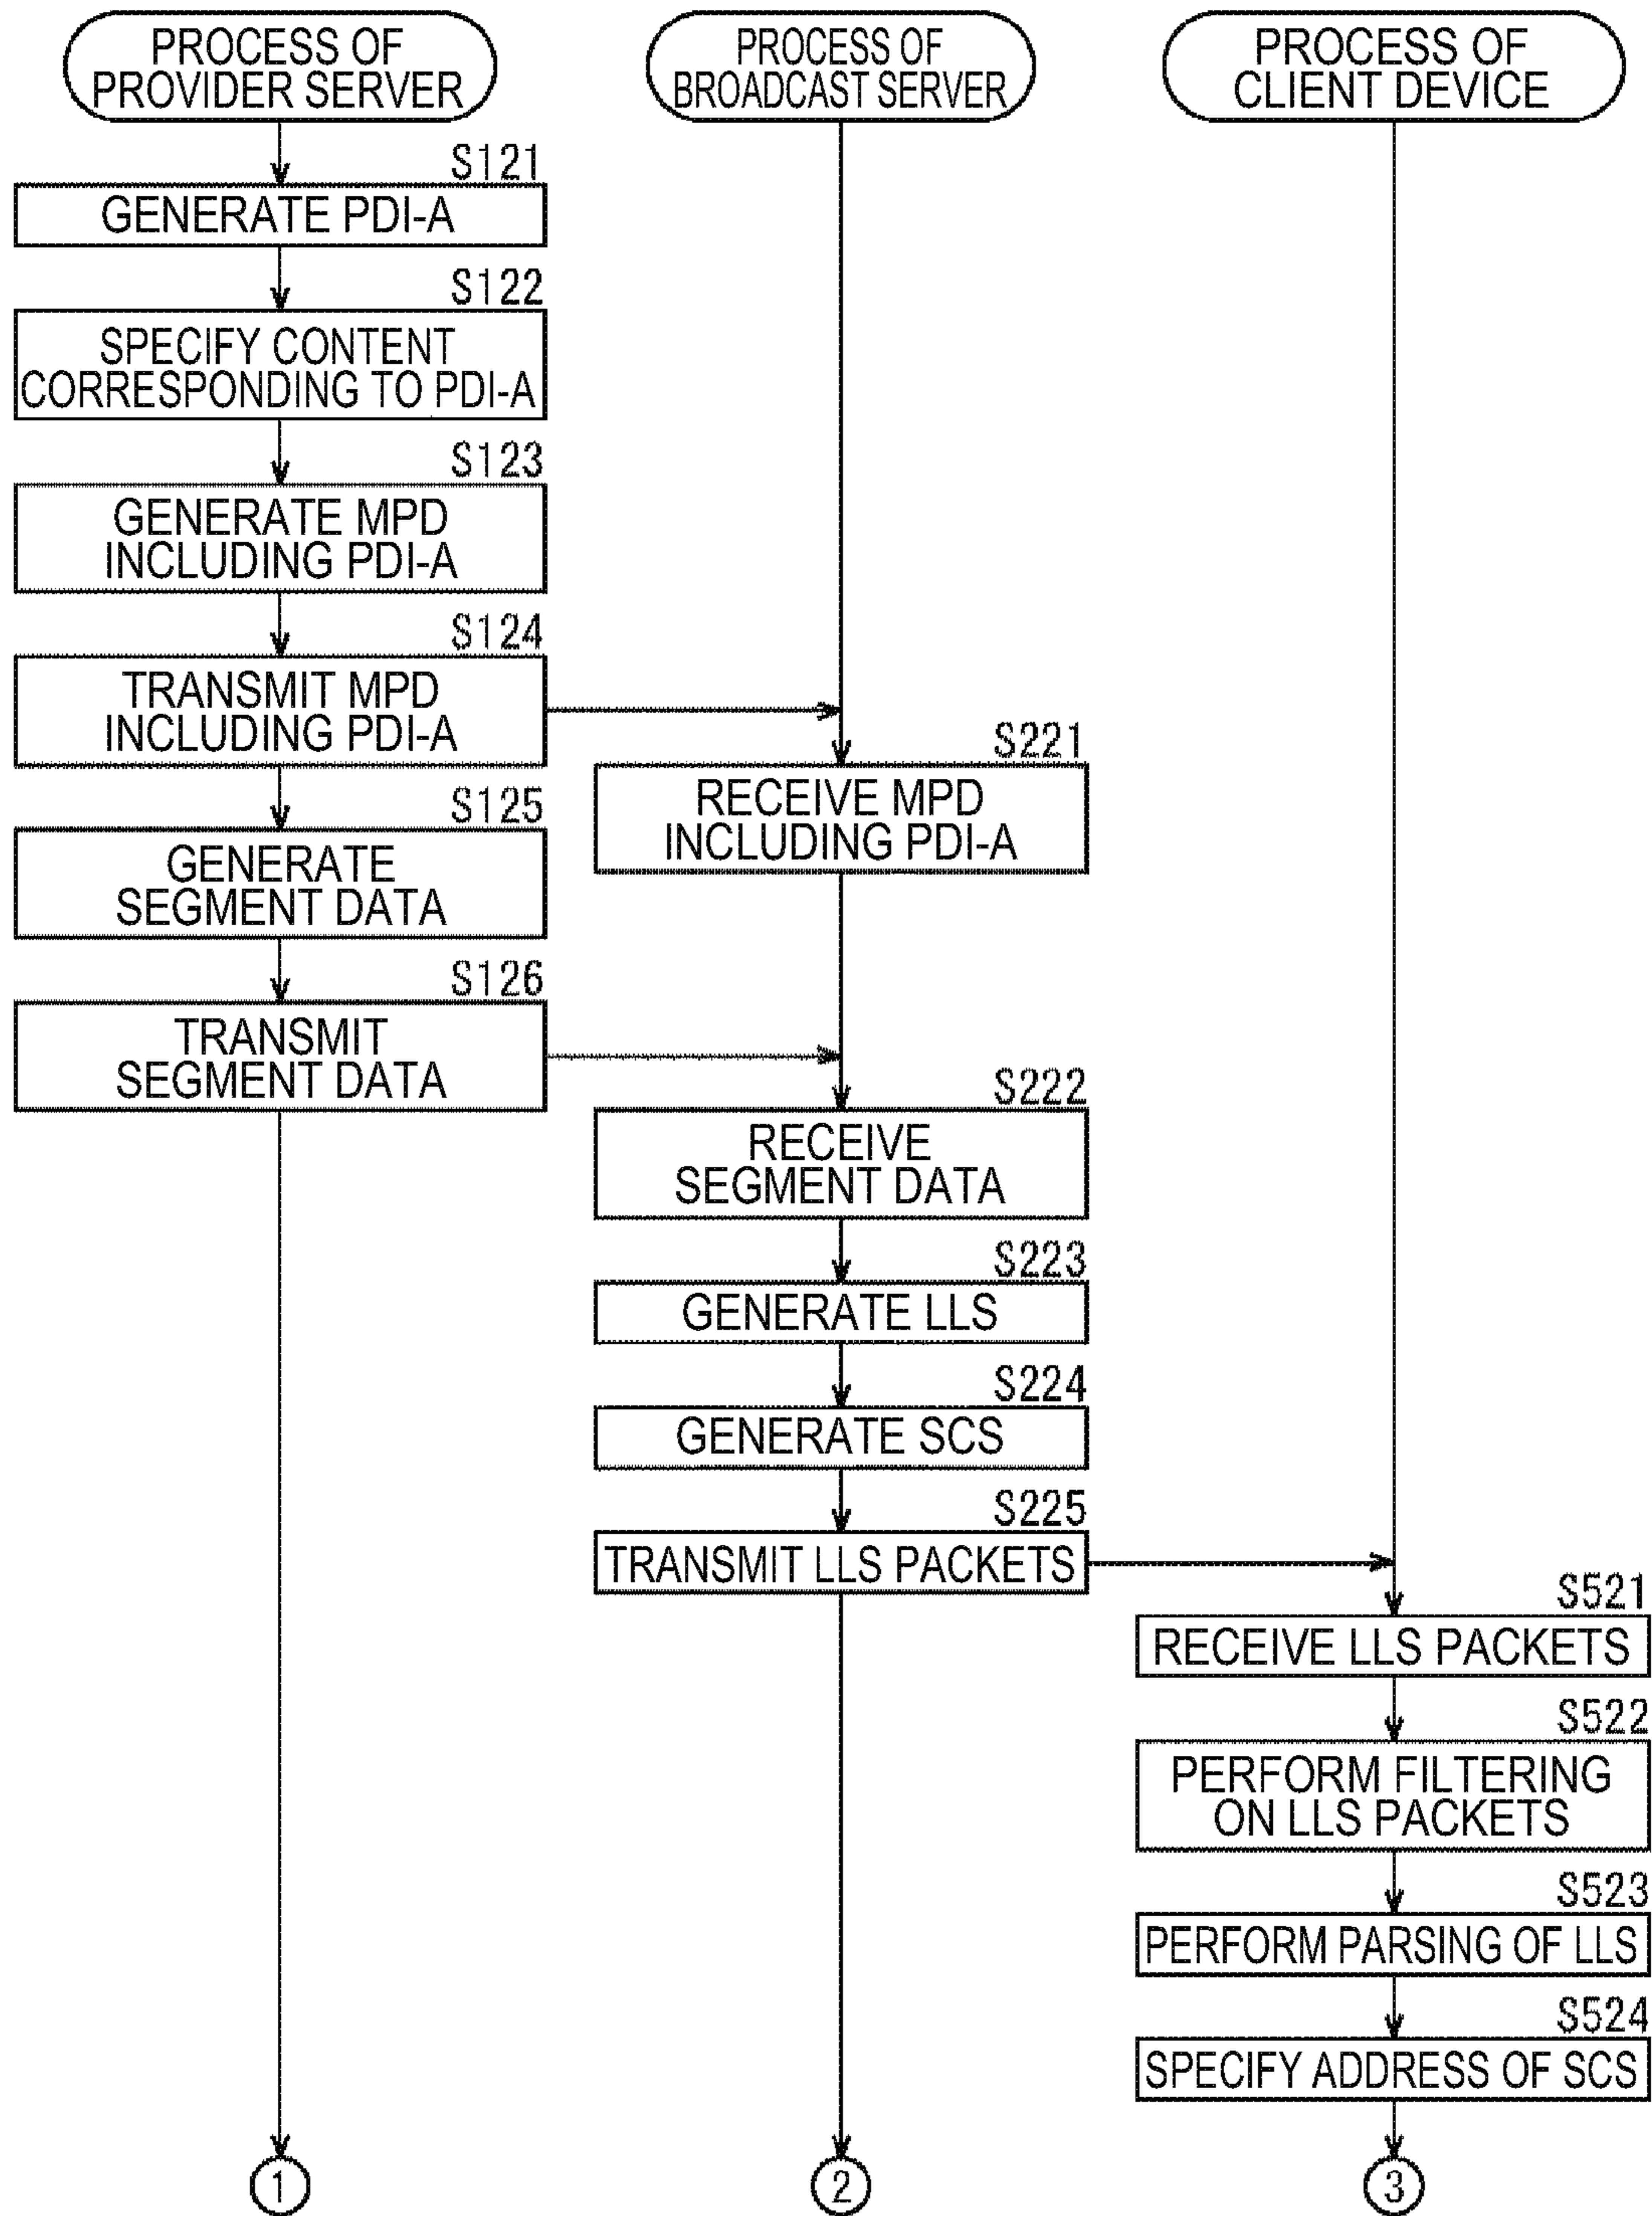 PROCESS OF
PROVIDER SERVER
PROCESS OF
BROADCAST SERVER
PROCESS OF
CLIENT DEVICE
S121
GENERATE PDI-A
S122
SPECIFY CONTENT
CORRESPONDING TO PDI-A
S123
GENERATE MPD
INCLUDING PDI-A
S124
TRANSMIT MPD
INCLUDING PDI-A
S221
RECEIVE MPD
INCLUDING PDI-A
S125
GENERATE
SEGMENT DATA
S126
TRANSMIT
SEGMENT DATA
S222
RECEIVE
SEGMENT DATA
S223
GENERATE LLS
S224
GENERATE SCS
S225
TRANSMIT LLS PACKETS
S521
RECEIVE LLS PACKETS
S522
PERFORM FILTERING
ON LLS PACKETS
S523
PERFORM PARSING OF LLS
S524
SPECIFY ADDRESS OF SCS
1
2
3